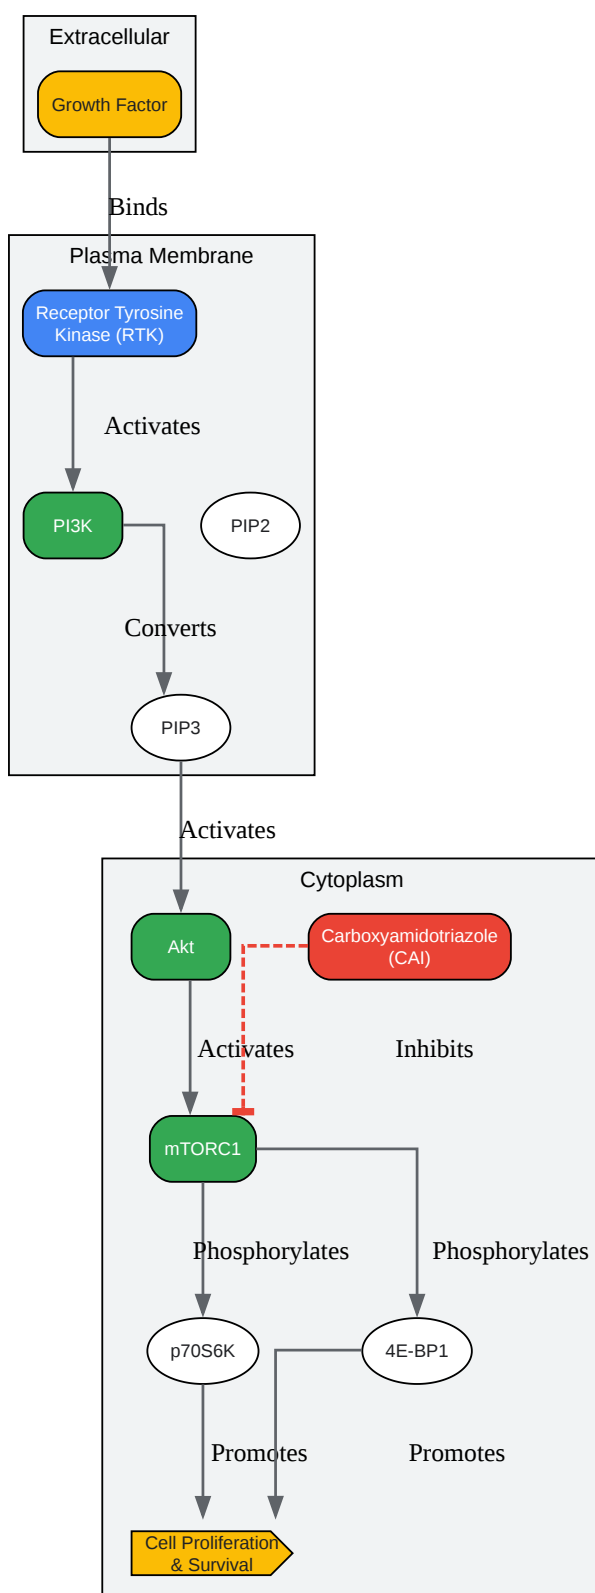 Extracellular
Growth Factor
Binds
Plasma Membrane
Receptor Tyrosine
Kinase (RTK)
Activates
PI3K
PIP2
Converts
PIP3
Activates
Cytoplasm
Akt
Carboxyamidotriazole
(CAI)
Activates
Inhibits
mTORC1
Phosphorylates
Phosphorylates
p70S6K
4E-BP1
Promotes
Promotes
Cell Proliferation
& Survival